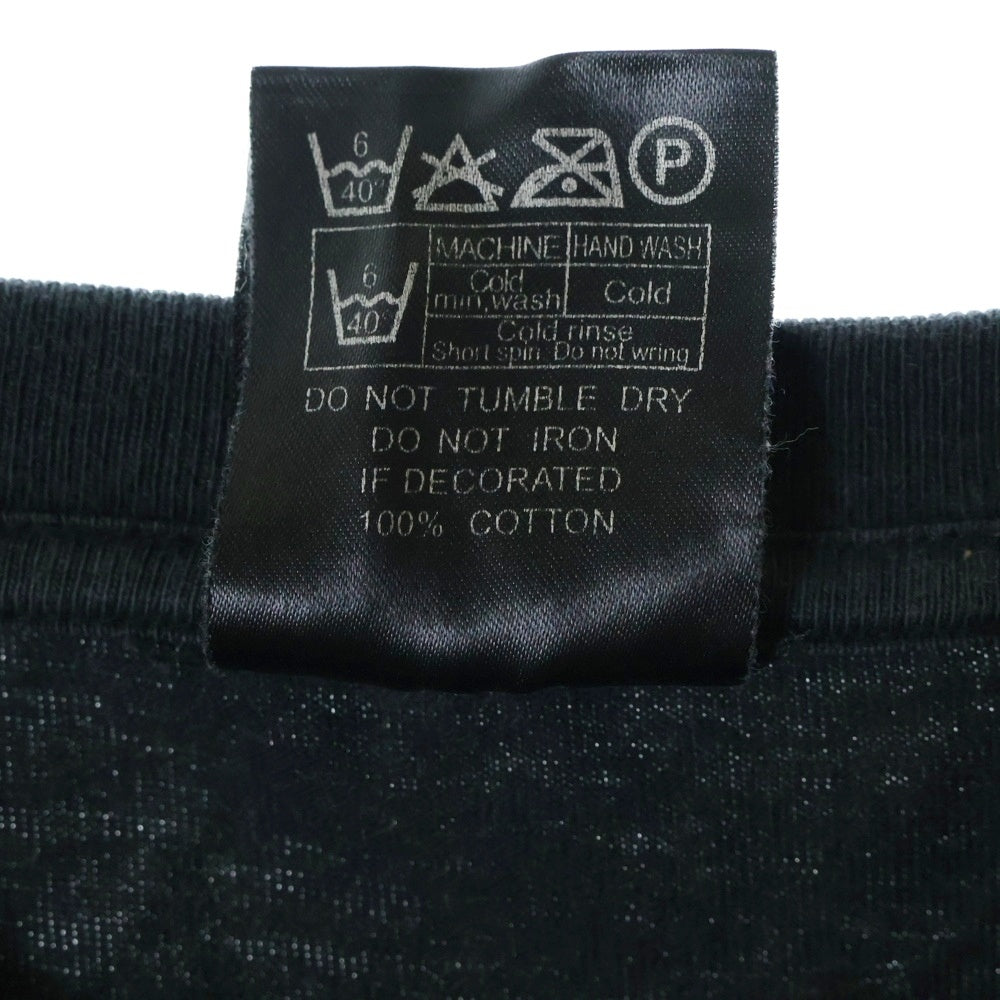 6
40°
P
6
40°
MACHINE HAND WASH
Cold
min,wash
Cold
Cold rinse
Short spin Do not wring
DO NOT TUMBLE DRY
DO NOT IRON
IF DECORATED
100% COTTON